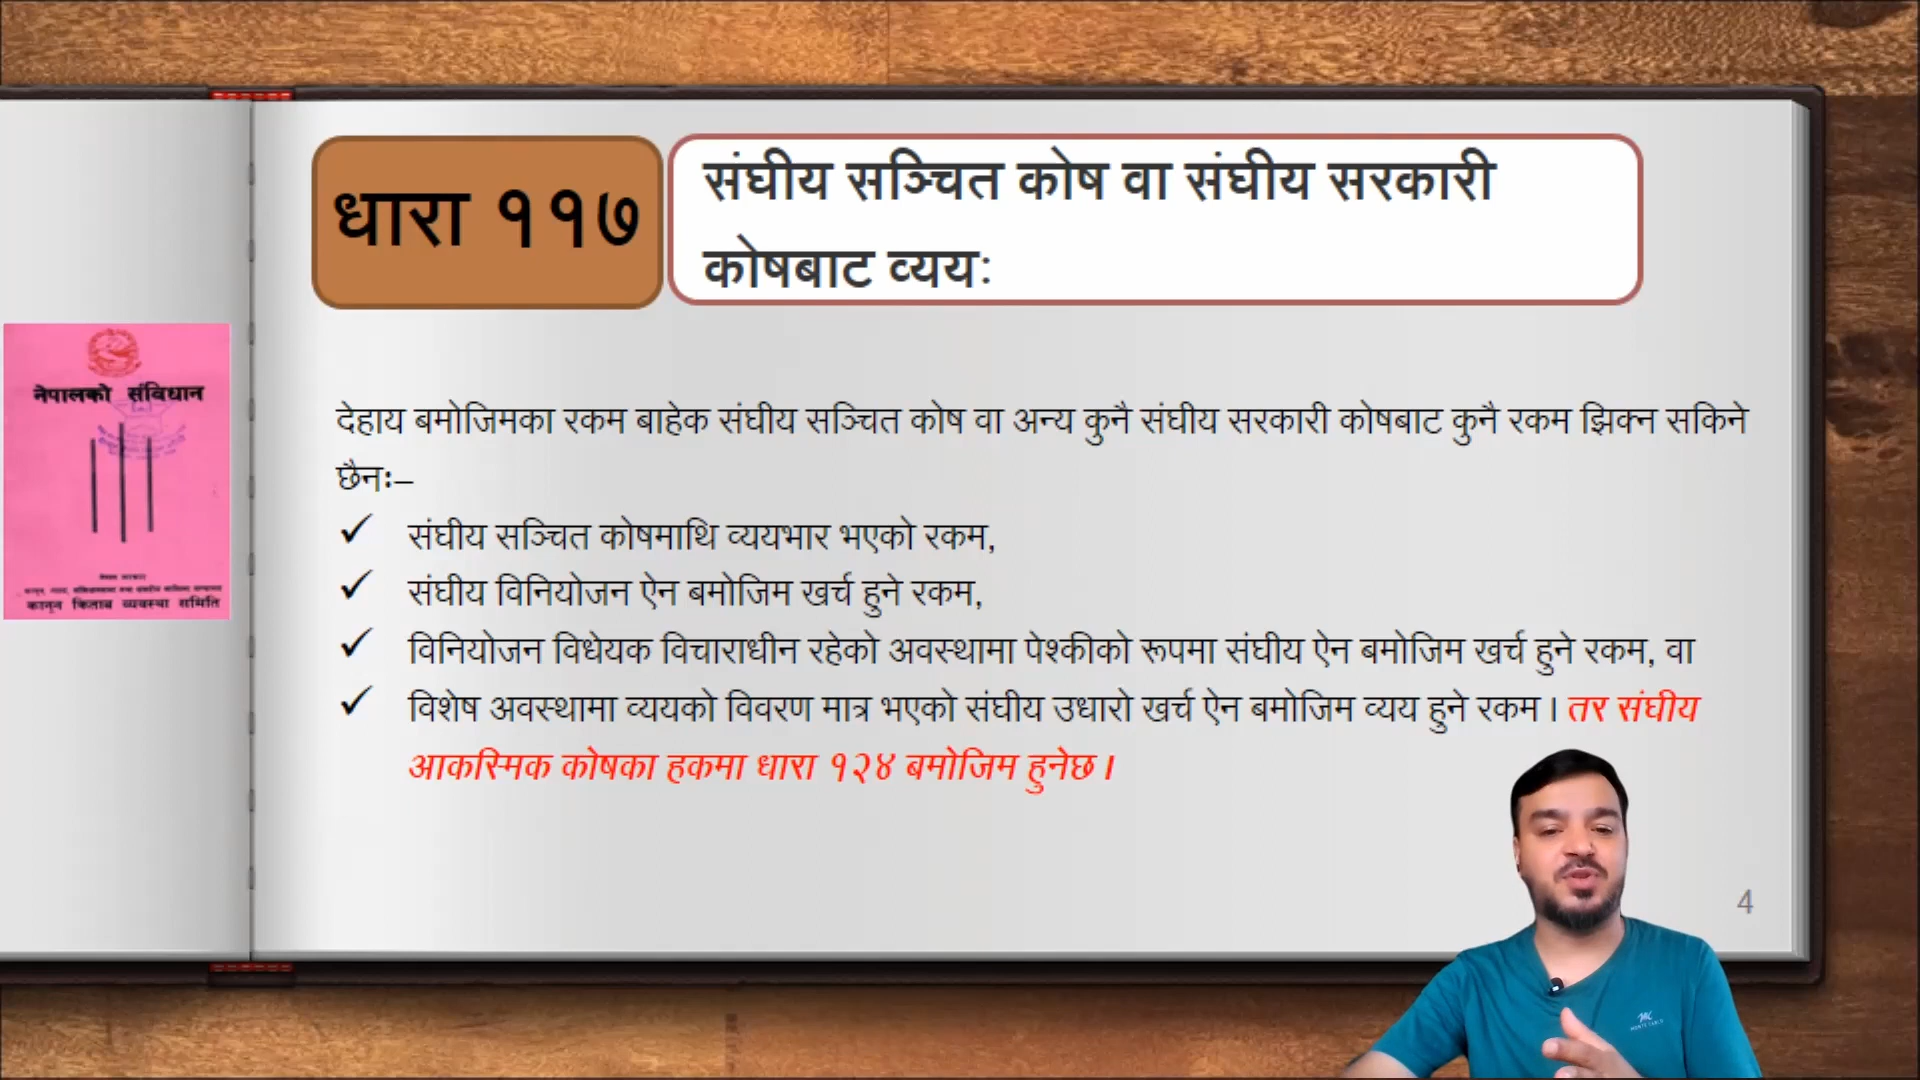 धारा ११७
संघीय सञ्चित कोष वा संघीय सरकारी
कोषबाट व्ययः
नेपालको संविधान
कानून किताब व्यवस्था समिति
देहाय बमोजिमका रकम बाहेक संघीय सञ्चित कोष वा अन्य कुनै संघीय सरकारी कोषबाट कुनै रकम झिक्न सकिने
छैनः–
✓ संघीय सञ्चित कोषमाथि व्ययभार भएको रकम,
✓ संघीय विनियोजन ऐन बमोजिम खर्च हुने रकम,
✓ विनियोजन विधेयक विचाराधीन रहेको अवस्थामा पेश्कीको रूपमा संघीय ऐन बमोजिम खर्च हुने रकम, वा
✓ विशेष अवस्थामा व्ययको विवरण मात्र भएको संघीय उधारो खर्च ऐन बमोजिम व्यय हुने रकम । तर संघीय
आकस्मिक कोषका हकमा धारा १२४ बमोजिम हुनेछ ।
4